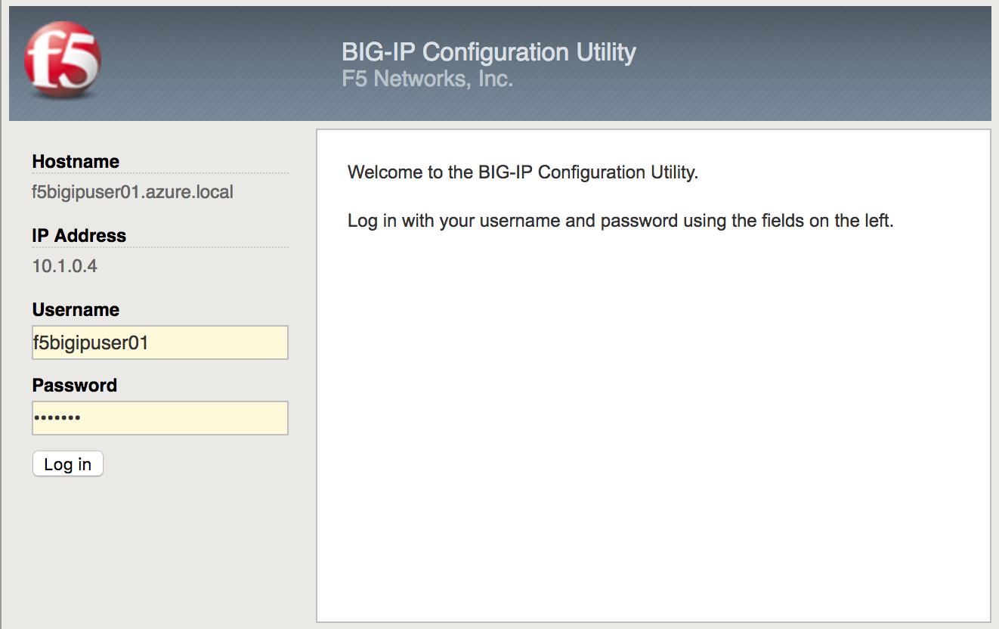 f5
BIG-IP Configuration Utility
F5 Networks, Inc.
Hostname
f5bigipuser01.azure.local
IP Address
10.1.0.4
Username
f5bigipuser01
Password
•••••••
Log in
Welcome to the BIG-IP Configuration Utility.
Log in with your username and password using the fields on the left.